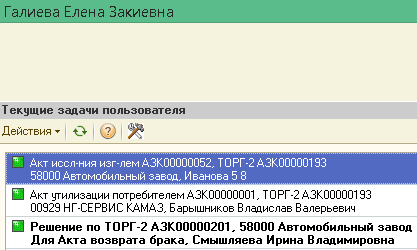 Галиева Елена Закиевна
Текущие задачи пользователя
Действия
Акт иссл-ния изг-лем АЗК00000052, ТОРГ-2 АЗК00000193
58000 Автомобильный завод, Иванова 5 8
Акт утилизации потребителем АЗК00000001, ТОРГ-2 АЗК00000193
00929 НГ-СЕРВИС КАМАЗ, Барышников Владислав Валерьевич
Решение по ТОРГ-2 АЗК00000201, 58000 Автомобильный завод
Для Акта возврата брака, Смышляева Ирина Владимировна